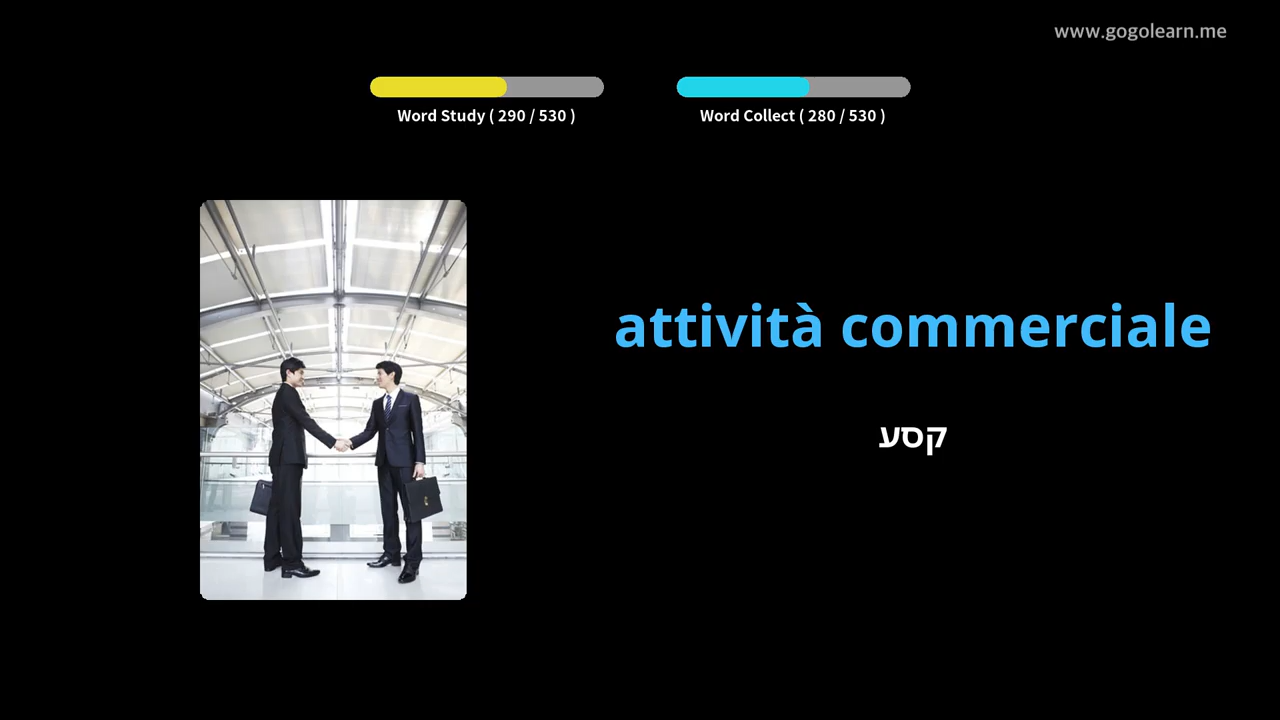 www.gogolearn.me
Word Study ( 290 / 530 )
Word Collect ( 280 / 530 )
attività commerciale
קסע